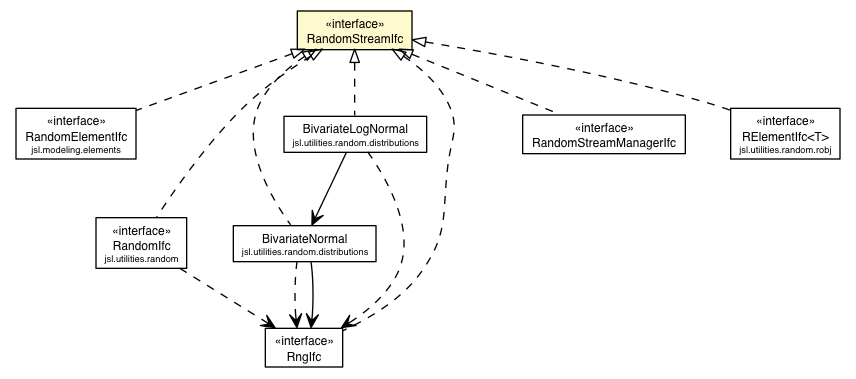 «interface»
RandomStreamIfc
«interface»
RandomElementIfc
jsl.modeling.elements
BivariateLogNormal
jsl.utilities.random.distributions
«interface»
RandomStreamManagerIfc
«interface»
RElementIfc<T>
jsl.utilities.random.robj
«interface»
RandomIfc
jsl.utilities.random
BivariateNormal
jsl.utilities.random.distributions
«interface»
RngIfc